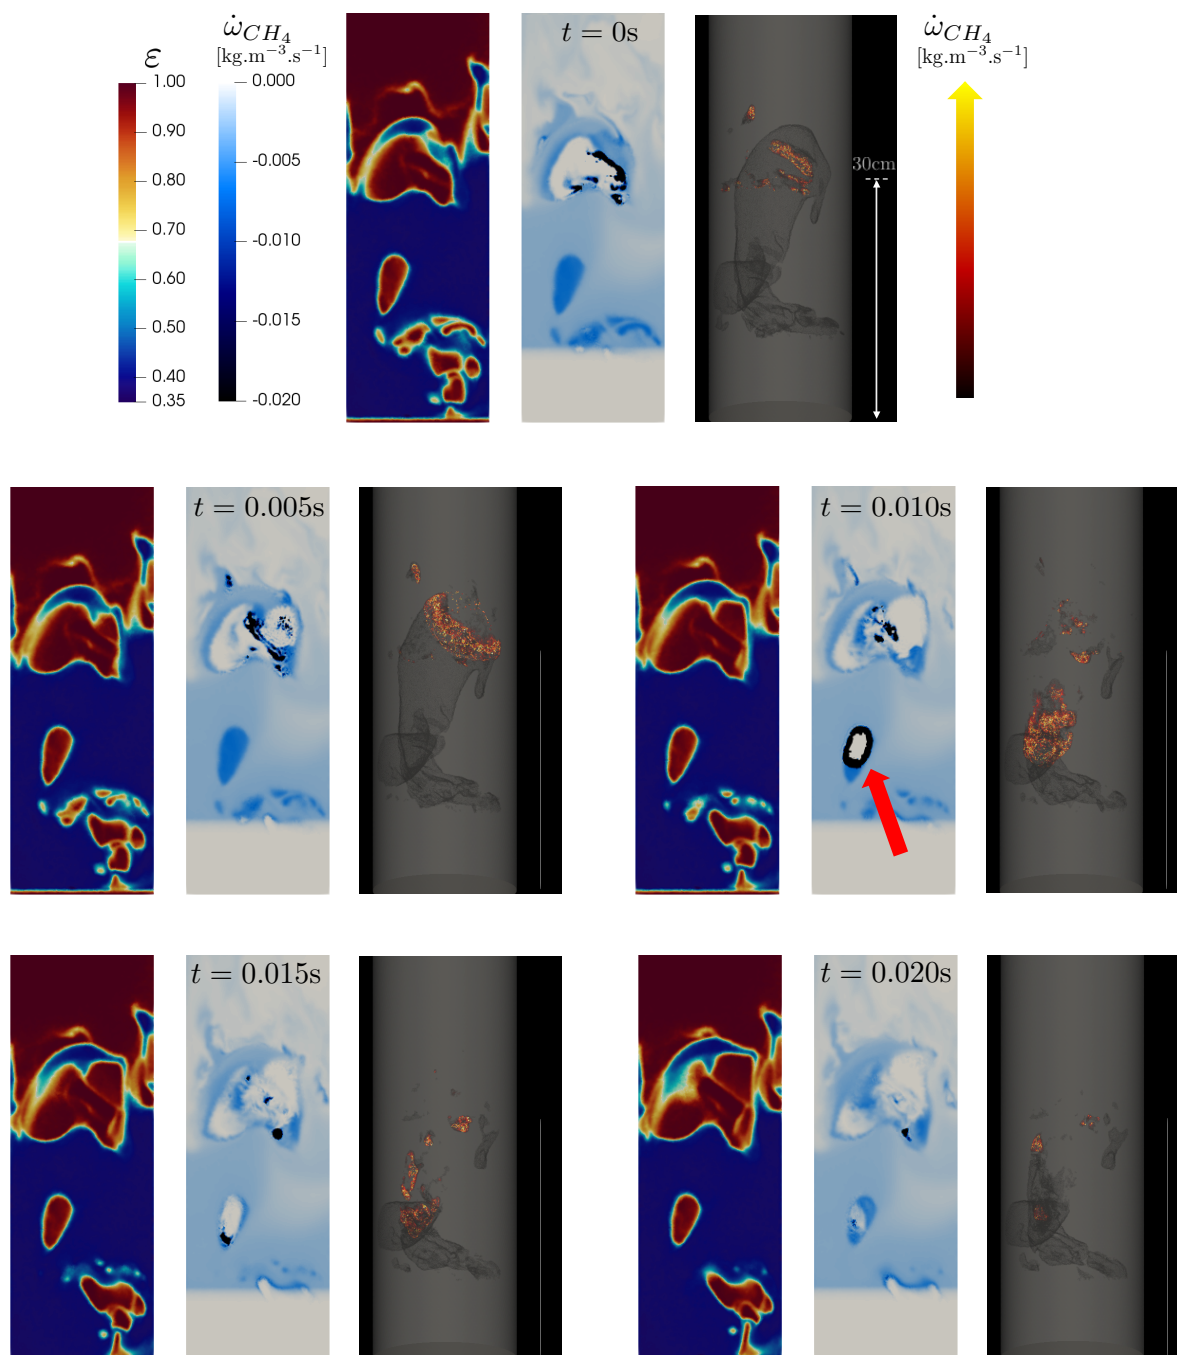 ε
1.00
0.90
0.80
0.70
0.60
0.50
0.40
0.35
ω̇_{CH_4}
[kg.m⁻³.s⁻¹]
0.000
-0.005
-0.010
-0.015
-0.020
t = 0s
30cm
ω̇_{CH_4}
[kg.m⁻³.s⁻¹]
t = 0.005s
t = 0.010s
t = 0.015s
t = 0.020s